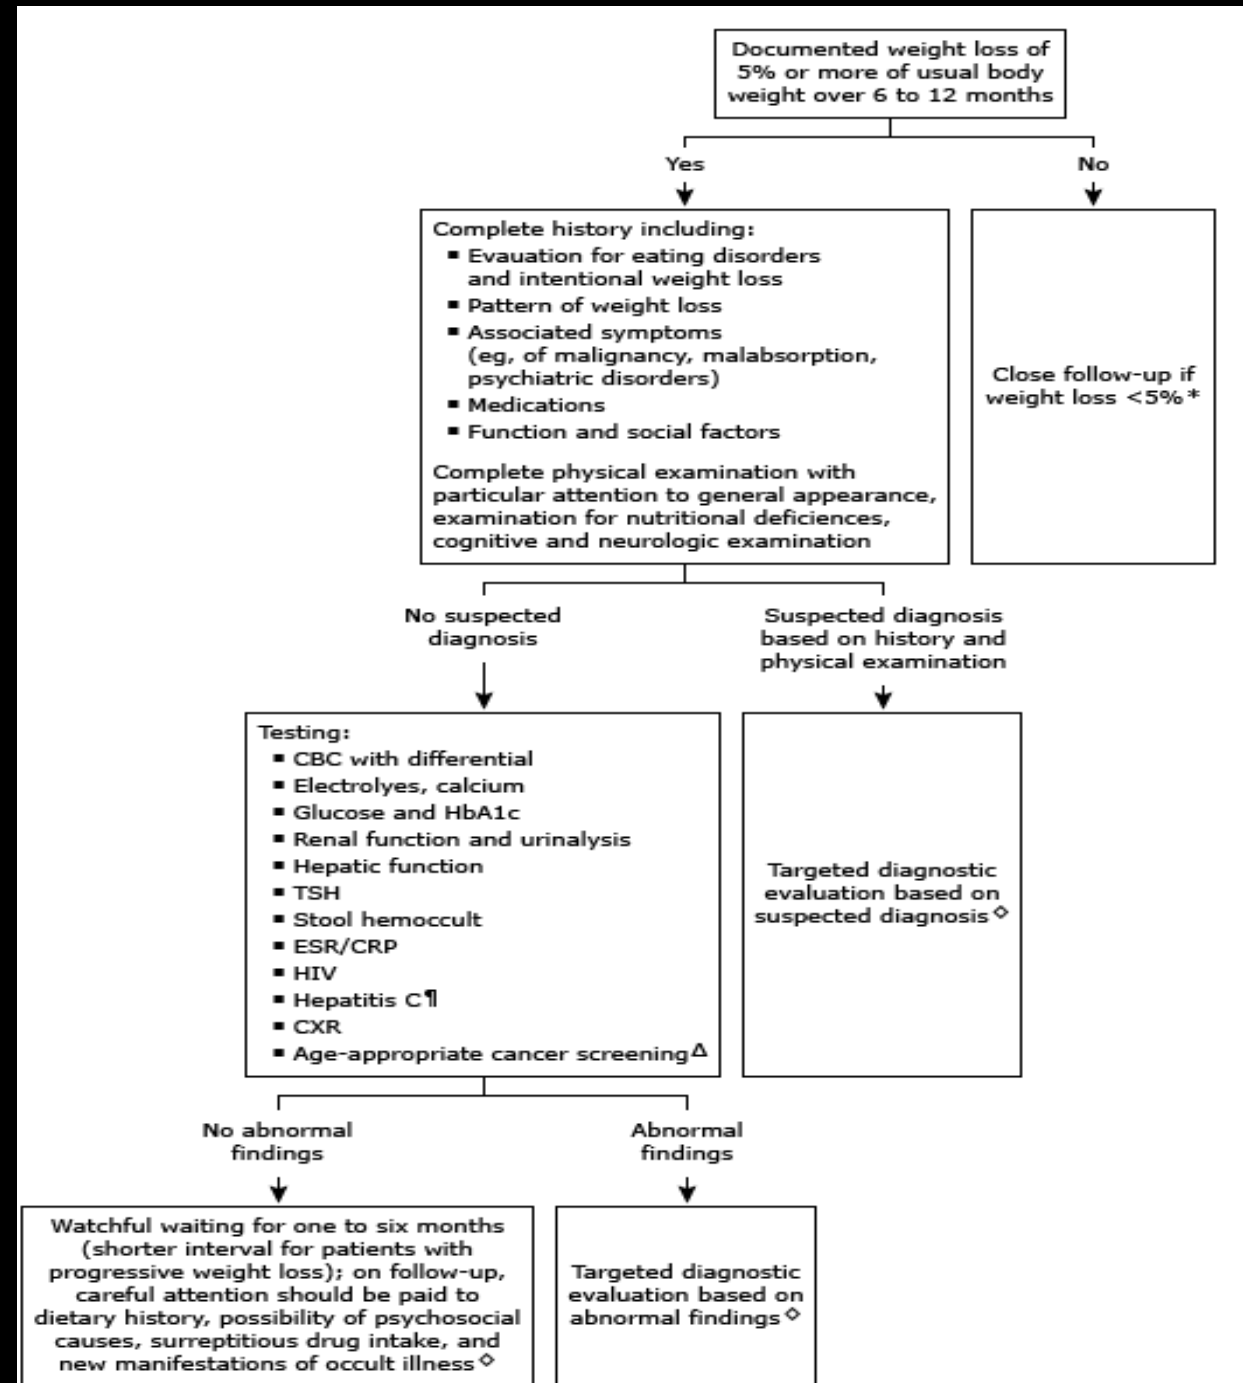 Documented weight loss of
5% or more of usual body
weight over 6 to 12 months
Yes
No
Complete history including:
▪ Evauation for eating disorders
and intentional weight loss
▪ Pattern of weight loss
▪ Associated symptoms
(eg, of malignancy, malabsorption,
psychiatric disorders)
▪ Medications
▪ Function and social factors
Complete physical examination with
particular attention to general appearance,
examination for nutritional deficiences,
cognitive and neurologic examination
Close follow-up if
weight loss <5%*
No suspected
diagnosis
Suspected diagnosis
based on history and
physical examination
Testing:
▪ CBC with differential
▪ Electrolyes, calcium
▪ Glucose and HbA1c
▪ Renal function and urinalysis
▪ Hepatic function
▪ TSH
▪ Stool hemoccult
▪ ESR/CRP
▪ HIV
▪ Hepatitis C¶
▪ CXR
▪ Age-appropriate cancer screeningΔ
Targeted diagnostic
evaluation based on
suspected diagnosis◇
No abnormal
findings
Abnormal
findings
Watchful waiting for one to six months
(shorter interval for patients with
progressive weight loss); on follow-up,
careful attention should be paid to
dietary history, possibility of psychosocial
causes, surreptitious drug intake, and
new manifestations of occult illness◇
Targeted diagnostic
evaluation based on
abnormal findings◇